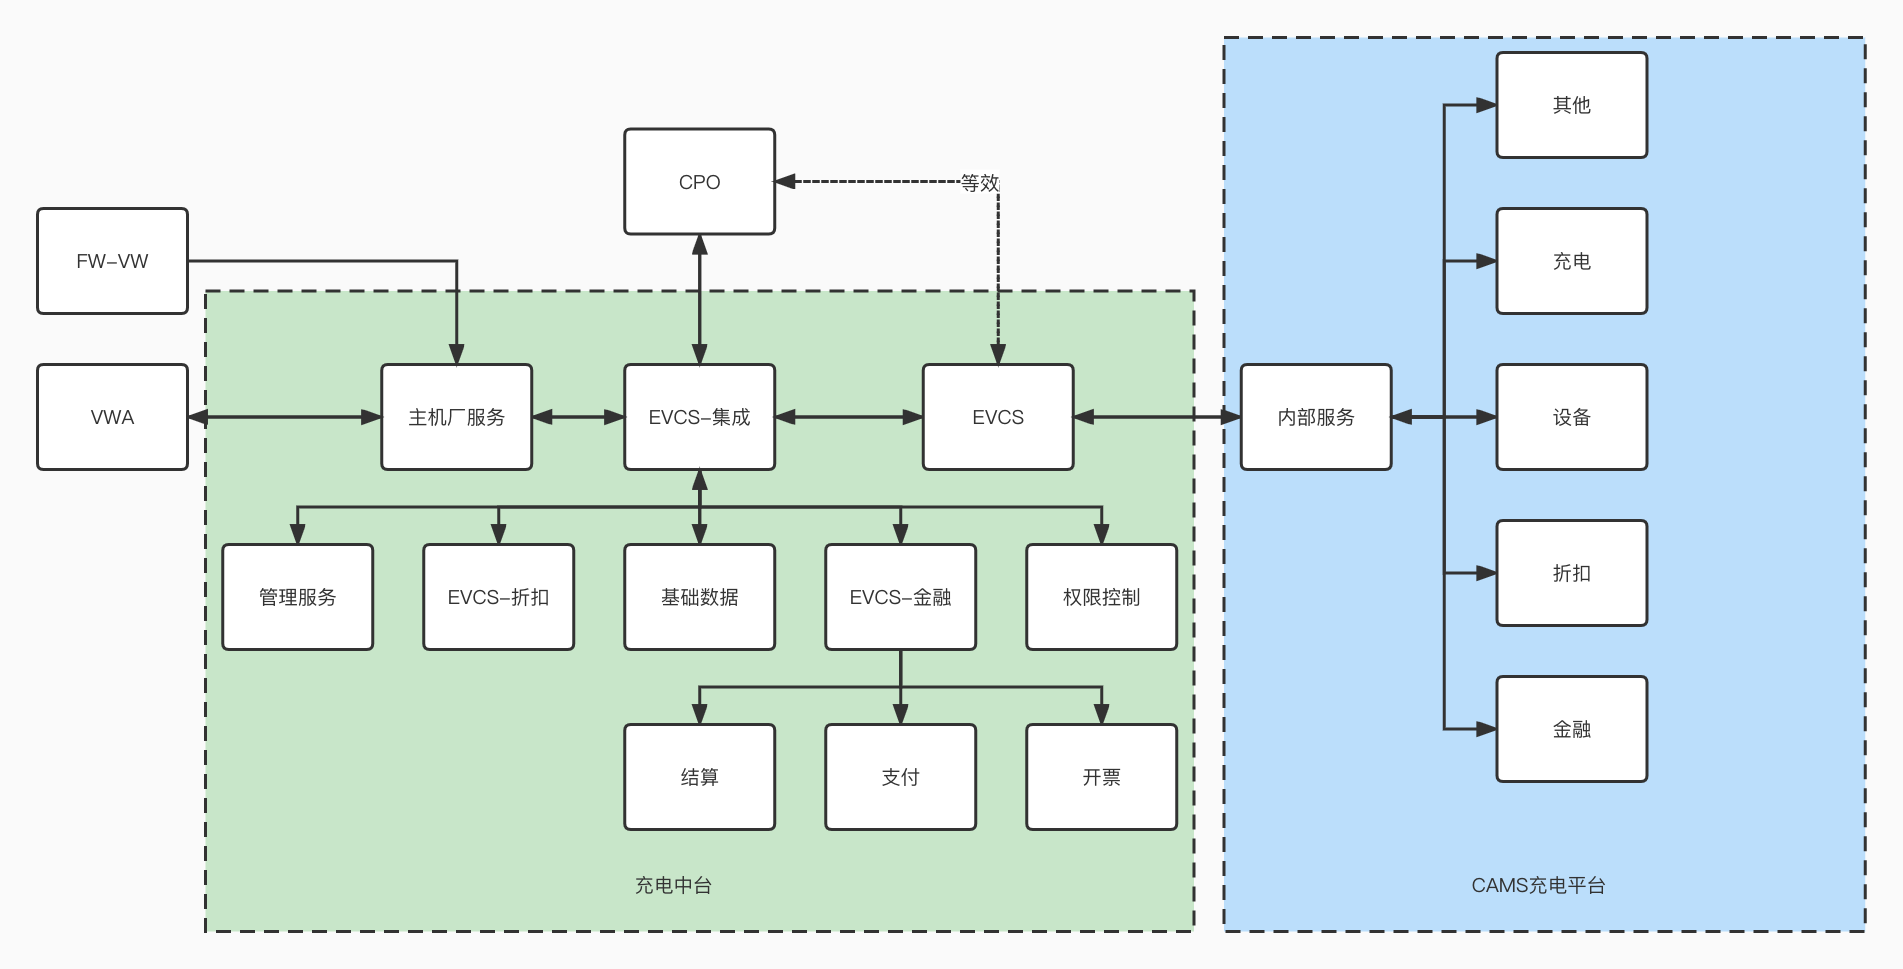 其他
CPO
等效
FW-VW
充电
VWA
主机厂服务
EVCS-集成
EVCS
内部服务
设备
管理服务
EVCS-折扣
基础数据
EVCS-金融
权限控制
折扣
结算
支付
开票
金融
充电中台
CAMS充电平台